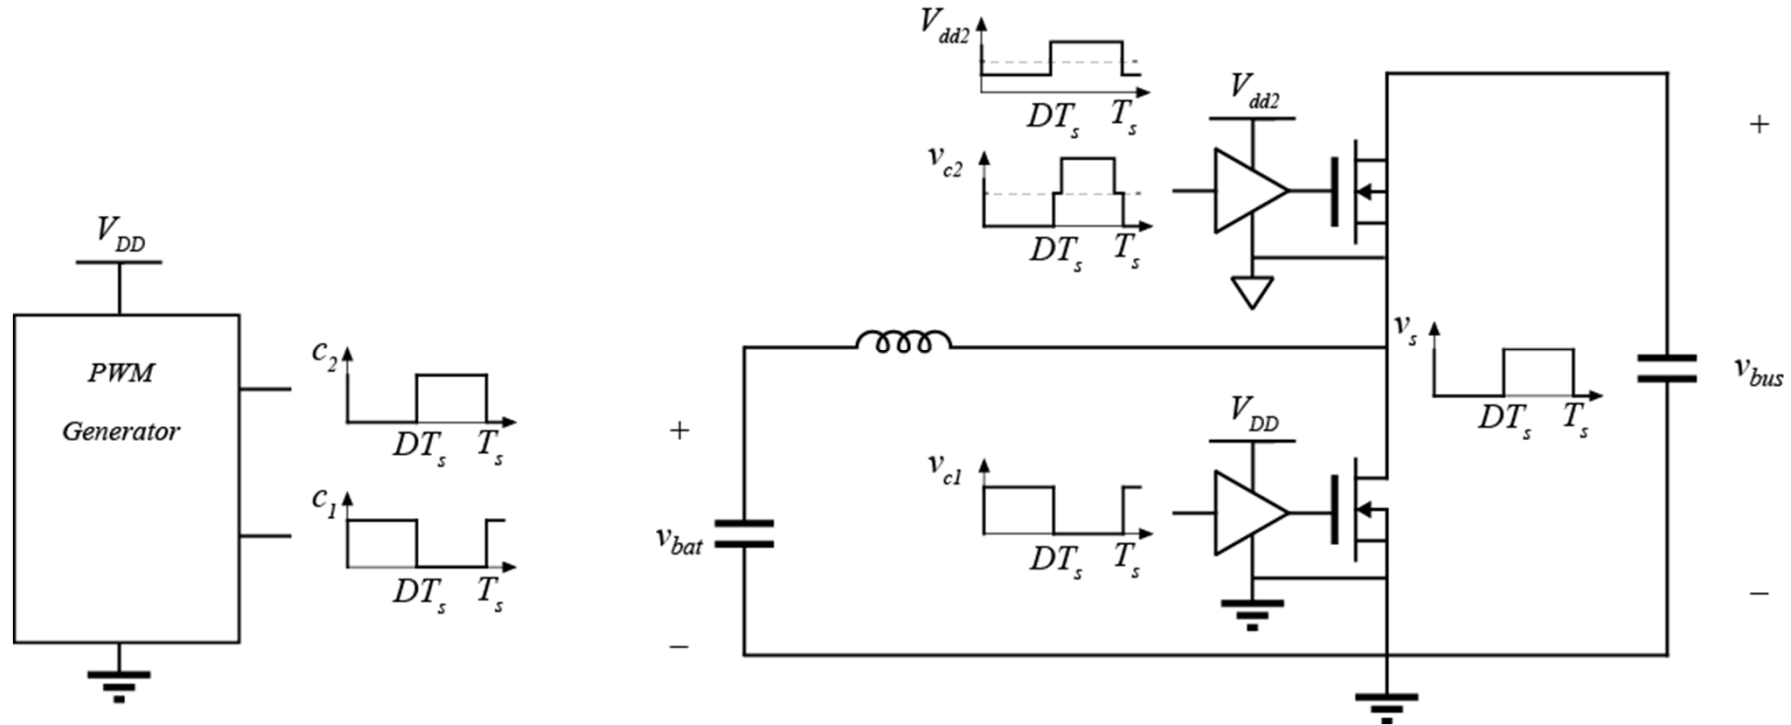 V_DD
PWM
Generator
c_2
DT_s T_s
c_1
DT_s T_s
V_dd2
DT_s T_s
v_c2
DT_s T_s
V_dd2
+
v_bat
−
v_c1
DT_s T_s
V_DD
v_s
DT_s T_s
+
v_bus
−